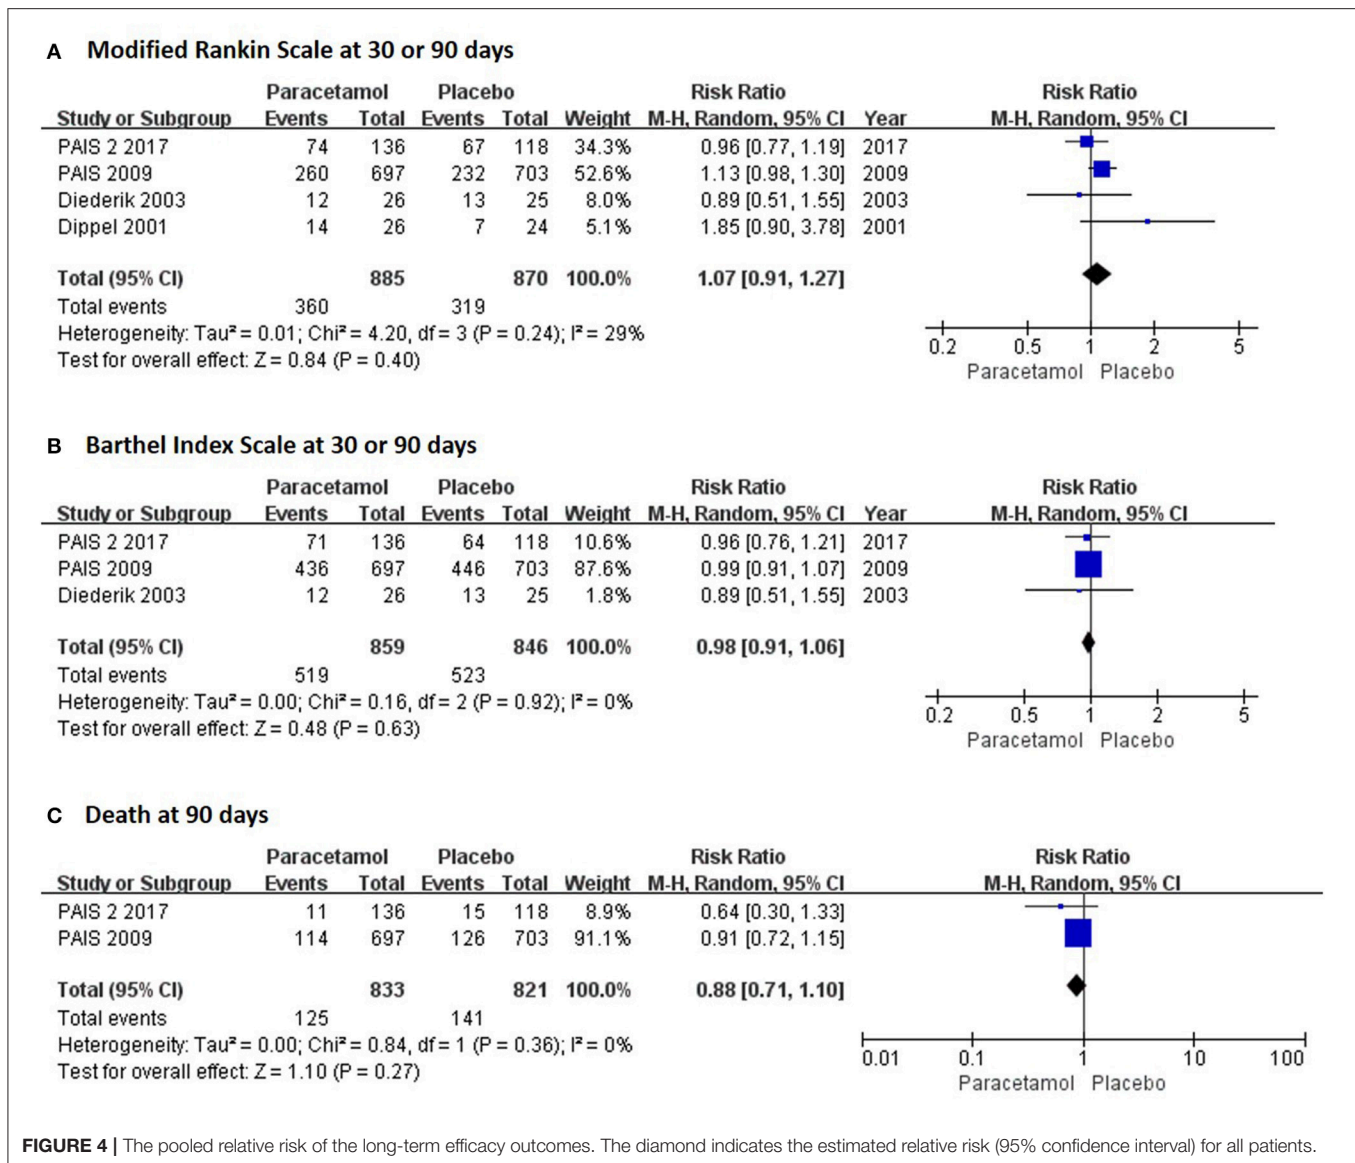 A Modified Rankin Scale at 30 or 90 days
Paracetamol Placebo Risk Ratio Risk Ratio
Study or Subgroup Events Total Events Total Weight M-H, Random, 95% CI Year M-H, Random, 95% CI
PAIS 2 2017 74 136 67 118 34.3% 0.96 [0.77, 1.19] 2017
PAIS 2009 260 697 232 703 52.6% 1.13 [0.98, 1.30] 2009
Diederik 2003 12 26 13 25 8.0% 0.89 [0.51, 1.55] 2003
Dippel 2001 14 26 7 24 5.1% 1.85 [0.90, 3.78] 2001
Total (95% CI) 885 870 100.0% 1.07 [0.91, 1.27]
Total events 360 319
Heterogeneity: Tau² = 0.01; Chi² = 4.20, df = 3 (P = 0.24); I² = 29%
Test for overall effect: Z = 0.84 (P = 0.40)
0.2 0.5 1 2 5
Paracetamol Placebo
B Barthel Index Scale at 30 or 90 days
Paracetamol Placebo Risk Ratio Risk Ratio
Study or Subgroup Events Total Events Total Weight M-H, Random, 95% CI Year M-H, Random, 95% CI
PAIS 2 2017 71 136 64 118 10.6% 0.96 [0.76, 1.21] 2017
PAIS 2009 436 697 446 703 87.6% 0.99 [0.91, 1.07] 2009
Diederik 2003 12 26 13 25 1.8% 0.89 [0.51, 1.55] 2003
Total (95% CI) 859 846 100.0% 0.98 [0.91, 1.06]
Total events 519 523
Heterogeneity: Tau² = 0.00; Chi² = 0.16, df = 2 (P = 0.92); I² = 0%
Test for overall effect: Z = 0.48 (P = 0.63)
0.2 0.5 1 2 5
Paracetamol Placebo
C Death at 90 days
Paracetamol Placebo Risk Ratio Risk Ratio
Study or Subgroup Events Total Events Total Weight M-H, Random, 95% CI M-H, Random, 95% CI
PAIS 2 2017 11 136 15 118 8.9% 0.64 [0.30, 1.33]
PAIS 2009 114 697 126 703 91.1% 0.91 [0.72, 1.15]
Total (95% CI) 833 821 100.0% 0.88 [0.71, 1.10]
Total events 125 141
Heterogeneity: Tau² = 0.00; Chi² = 0.84, df = 1 (P = 0.36); I² = 0%
Test for overall effect: Z = 1.10 (P = 0.27)
0.01 0.1 1 10 100
Paracetamol Placebo
FIGURE 4 | The pooled relative risk of the long-term efficacy outcomes. The diamond indicates the estimated relative risk (95% confidence interval) for all patients.